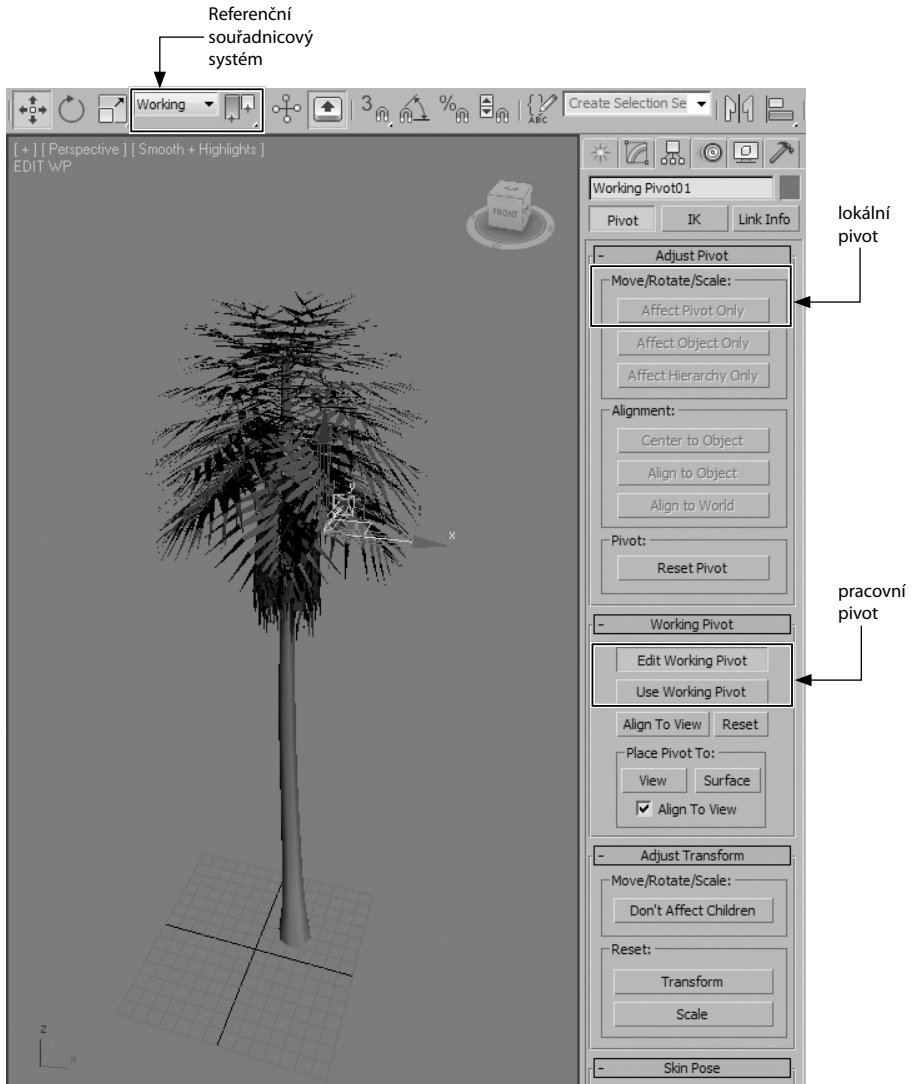 Referenční
souřadnicový
systém
Working
3
%
ABC
Create Selection Se
[ + ] [ Perspective ] [ Smooth + Highlights ]
EDIT WP
FRONT
y
x
z
x
Working Pivot01
Pivot IK Link Info
lokální
pivot
- Adjust Pivot
Move/Rotate/Scale:
Affect Pivot Only
Affect Object Only
Affect Hierarchy Only
Alignment:
Center to Object
Align to Object
Align to World
Pivot:
Reset Pivot
pracovní
pivot
- Working Pivot
Edit Working Pivot
Use Working Pivot
Align To View Reset
Place Pivot To:
View Surface
Align To View
- Adjust Transform
Move/Rotate/Scale:
Don't Affect Children
Reset:
Transform
Scale
- Skin Pose